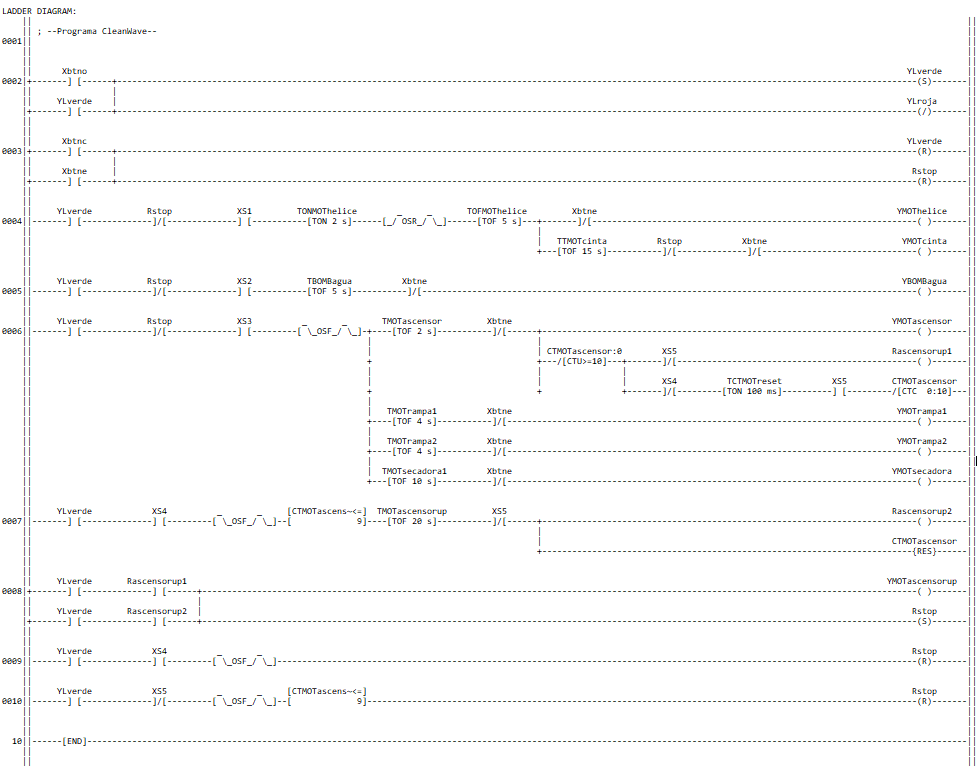 LADDER DIAGRAM:
; --Programa CleanWave--
0001
Xbtno YLverde
0002 ] [ (S)
YLverde YLroja
] [ (/)
Xbtnc YLverde
0003 ] [ (R)
Xbtne Rstop
] [ (R)
YLverde Rstop XS1 TONMOThelice _ _ TOFMOThelice Xbtne YMOThelice
0004 ] [ ]/[ ] [ [TON 2 s] [_/ OSR_/ \_] [TOF 5 s] ]/[ ( )
TTMOTcinta Rstop Xbtne YMOTcinta
[TOF 15 s] ]/[ ]/[ ( )
YLverde Rstop XS2 TBOMBagua Xbtne YBOMBagua
0005 ] [ ]/[ ] [ [TOF 5 s] ]/[ ( )
YLverde Rstop XS3 _ _ TMOTascensor Xbtne YMOTascensor
0006 ] [ ]/[ ] [ [ \_OSF_/ \_] [TOF 2 s] ]/[ ( )
CTMOTascensor:0 XS5 Rascensorup1
/[CTU>=10] ]/[ ( )
XS4 TCTMOTreset XS5 CTMOTascensor
]/[ [TON 100 ms] ] [ /[CTC 0:10]
TMOTrampa1 Xbtne YMOTrampa1
[TOF 4 s] ]/[ ( )
TMOTrampa2 Xbtne YMOTrampa2
[TOF 4 s] ]/[ ( )
TMOTsecadora1 Xbtne YMOTsecadora
[TOF 10 s] ]/[ ( )
YLverde XS4 _ _ [CTMOTascens~<=] TMOTascensorup XS5 Rascensorup2
0007 ] [ ] [ [ \_OSF_/ \_] [ 9] [TOF 20 s] ]/[ ( )
CTMOTascensor
{RES}
YLverde Rascensorup1 YMOTascensorup
0008 ] [ ] [ ( )
YLverde Rascensorup2 Rstop
] [ ] [ (S)
YLverde XS4 _ _ Rstop
0009 ] [ ] [ [ \_OSF_/ \_] (R)
YLverde XS5 _ _ [CTMOTascens~<=] Rstop
0010 ] [ ]/[ [ \_OSF_/ \_] [ 9] (R)
10 [END]